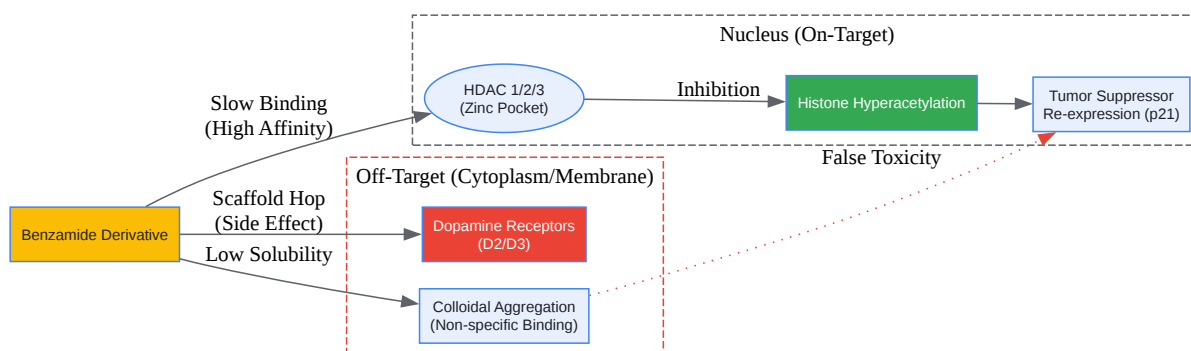 Nucleus (On-Target)
HDAC 1/2/3
(Zinc Pocket)
Inhibition
Histone Hyperacetylation
Tumor Suppressor
Re-expression (p21)
Slow Binding
(High Affinity)
False Toxicity
Off-Target (Cytoplasm/Membrane)
Scaffold Hop
(Side Effect)
Dopamine Receptors
(D2/D3)
Benzamide Derivative
Low Solubility
Colloidal Aggregation
(Non-specific Binding)